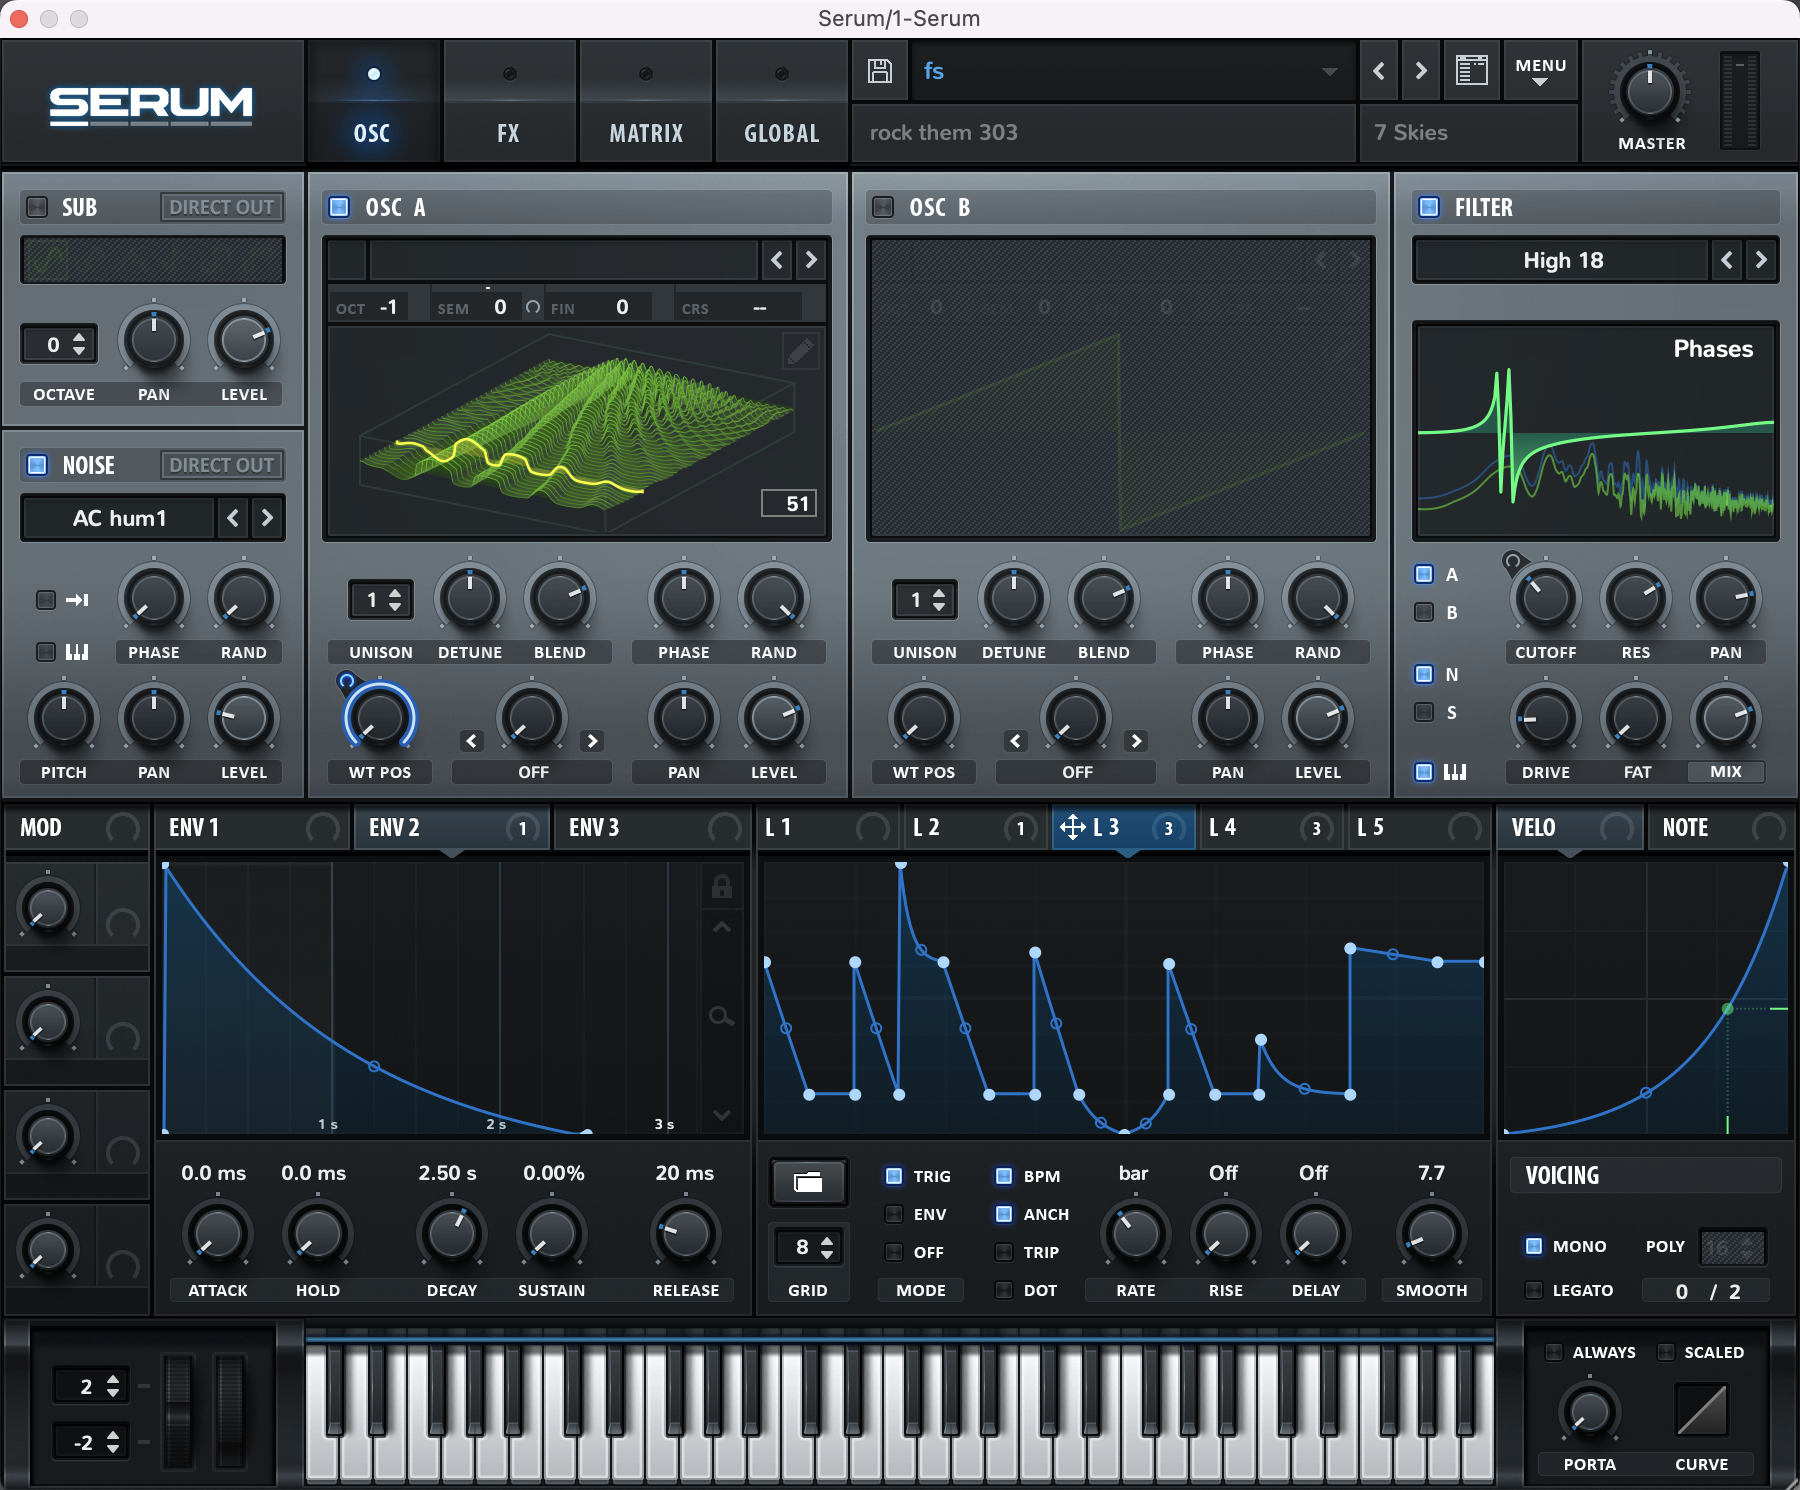 Serum/1-Serum
SERUM
OSC
FX
MATRIX
GLOBAL
fs
rock them 303
7 Skies
MENU
MASTER
SUB
DIRECT OUT
0
OCTAVE
PAN
LEVEL
NOISE
DIRECT OUT
AC hum1
PHASE
RAND
PITCH
PAN
LEVEL
OSC A
OCT -1
SEM 0
FIN 0
CRS --
51
1
UNISON
DETUNE
BLEND
PHASE
RAND
WT POS
OFF
PAN
LEVEL
OSC B
0
0
0
--
1
UNISON
DETUNE
BLEND
PHASE
RAND
WT POS
OFF
PAN
LEVEL
FILTER
High 18
Phases
A
B
N
S
CUTOFF
RES
PAN
DRIVE
FAT
MIX
MOD
ENV 1
ENV 2 1
ENV 3
L 1
L 2 1
L 3 3
L 4 3
L 5
VELO
NOTE
1 s
2 s
3 s
0.0 ms
0.0 ms
2.50 s
0.00%
20 ms
ATTACK
HOLD
DECAY
SUSTAIN
RELEASE
8
GRID
TRIG
ENV
OFF
MODE
BPM
ANCH
TRIP
DOT
bar
Off
Off
7.7
RATE
RISE
DELAY
SMOOTH
VOICING
MONO
POLY 16
LEGATO
0 / 2
2
-2
ALWAYS
SCALED
PORTA
CURVE